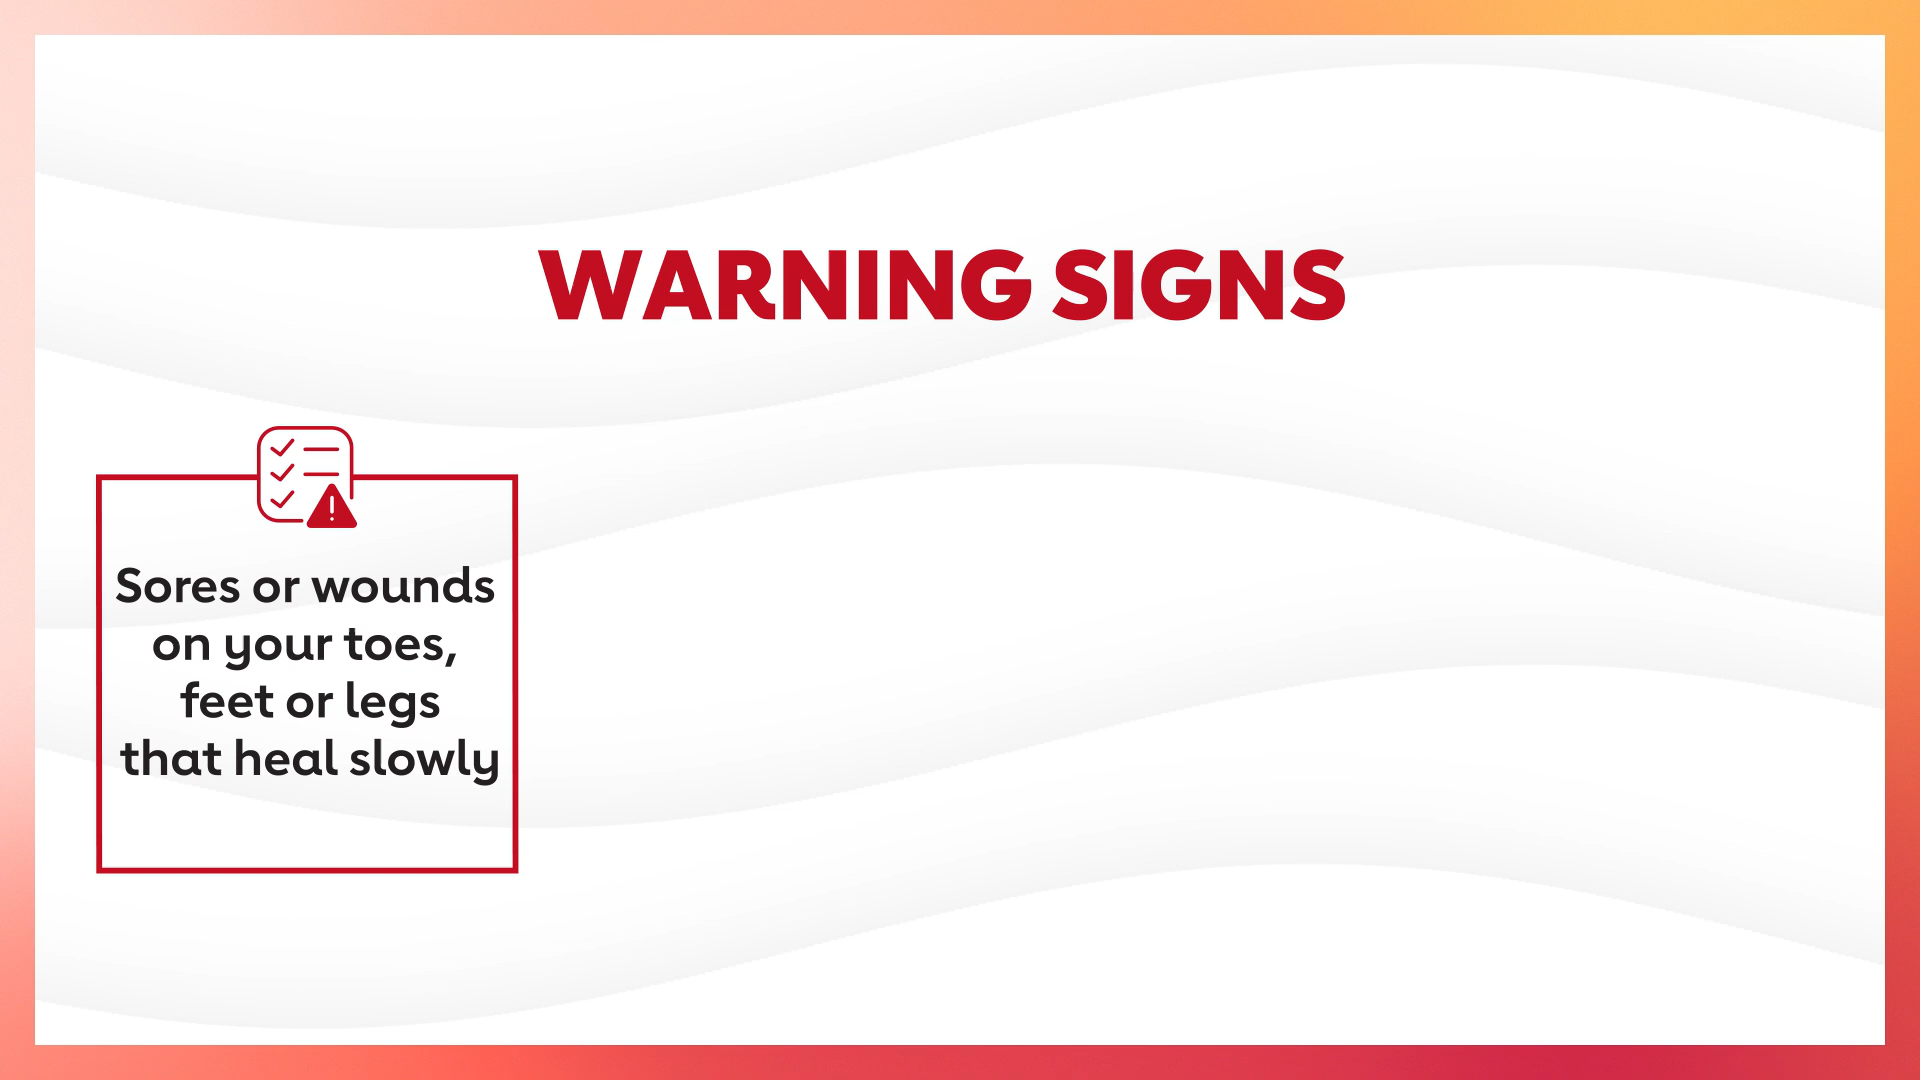 WARNING SIGNS
Sores or wounds
on your toes,
feet or legs
that heal slowly